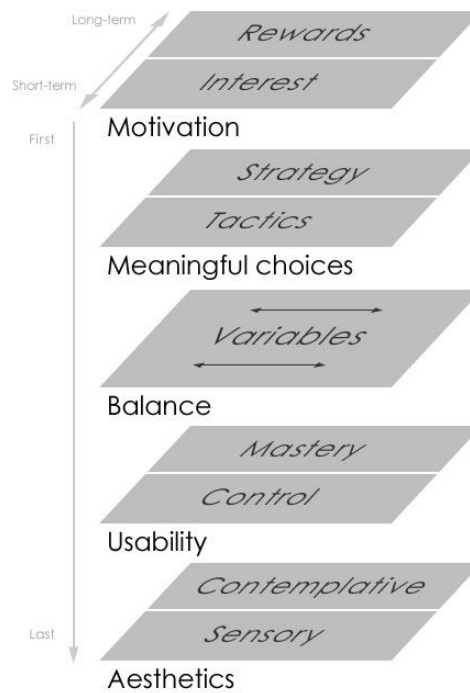 Long-term
Rewards
Short-term
Interest
Motivation
First
Strategy
Tactics
Meaningful choices
Variables
Balance
Mastery
Control
Usability
Contemplative
Last
Sensory
Aesthetics